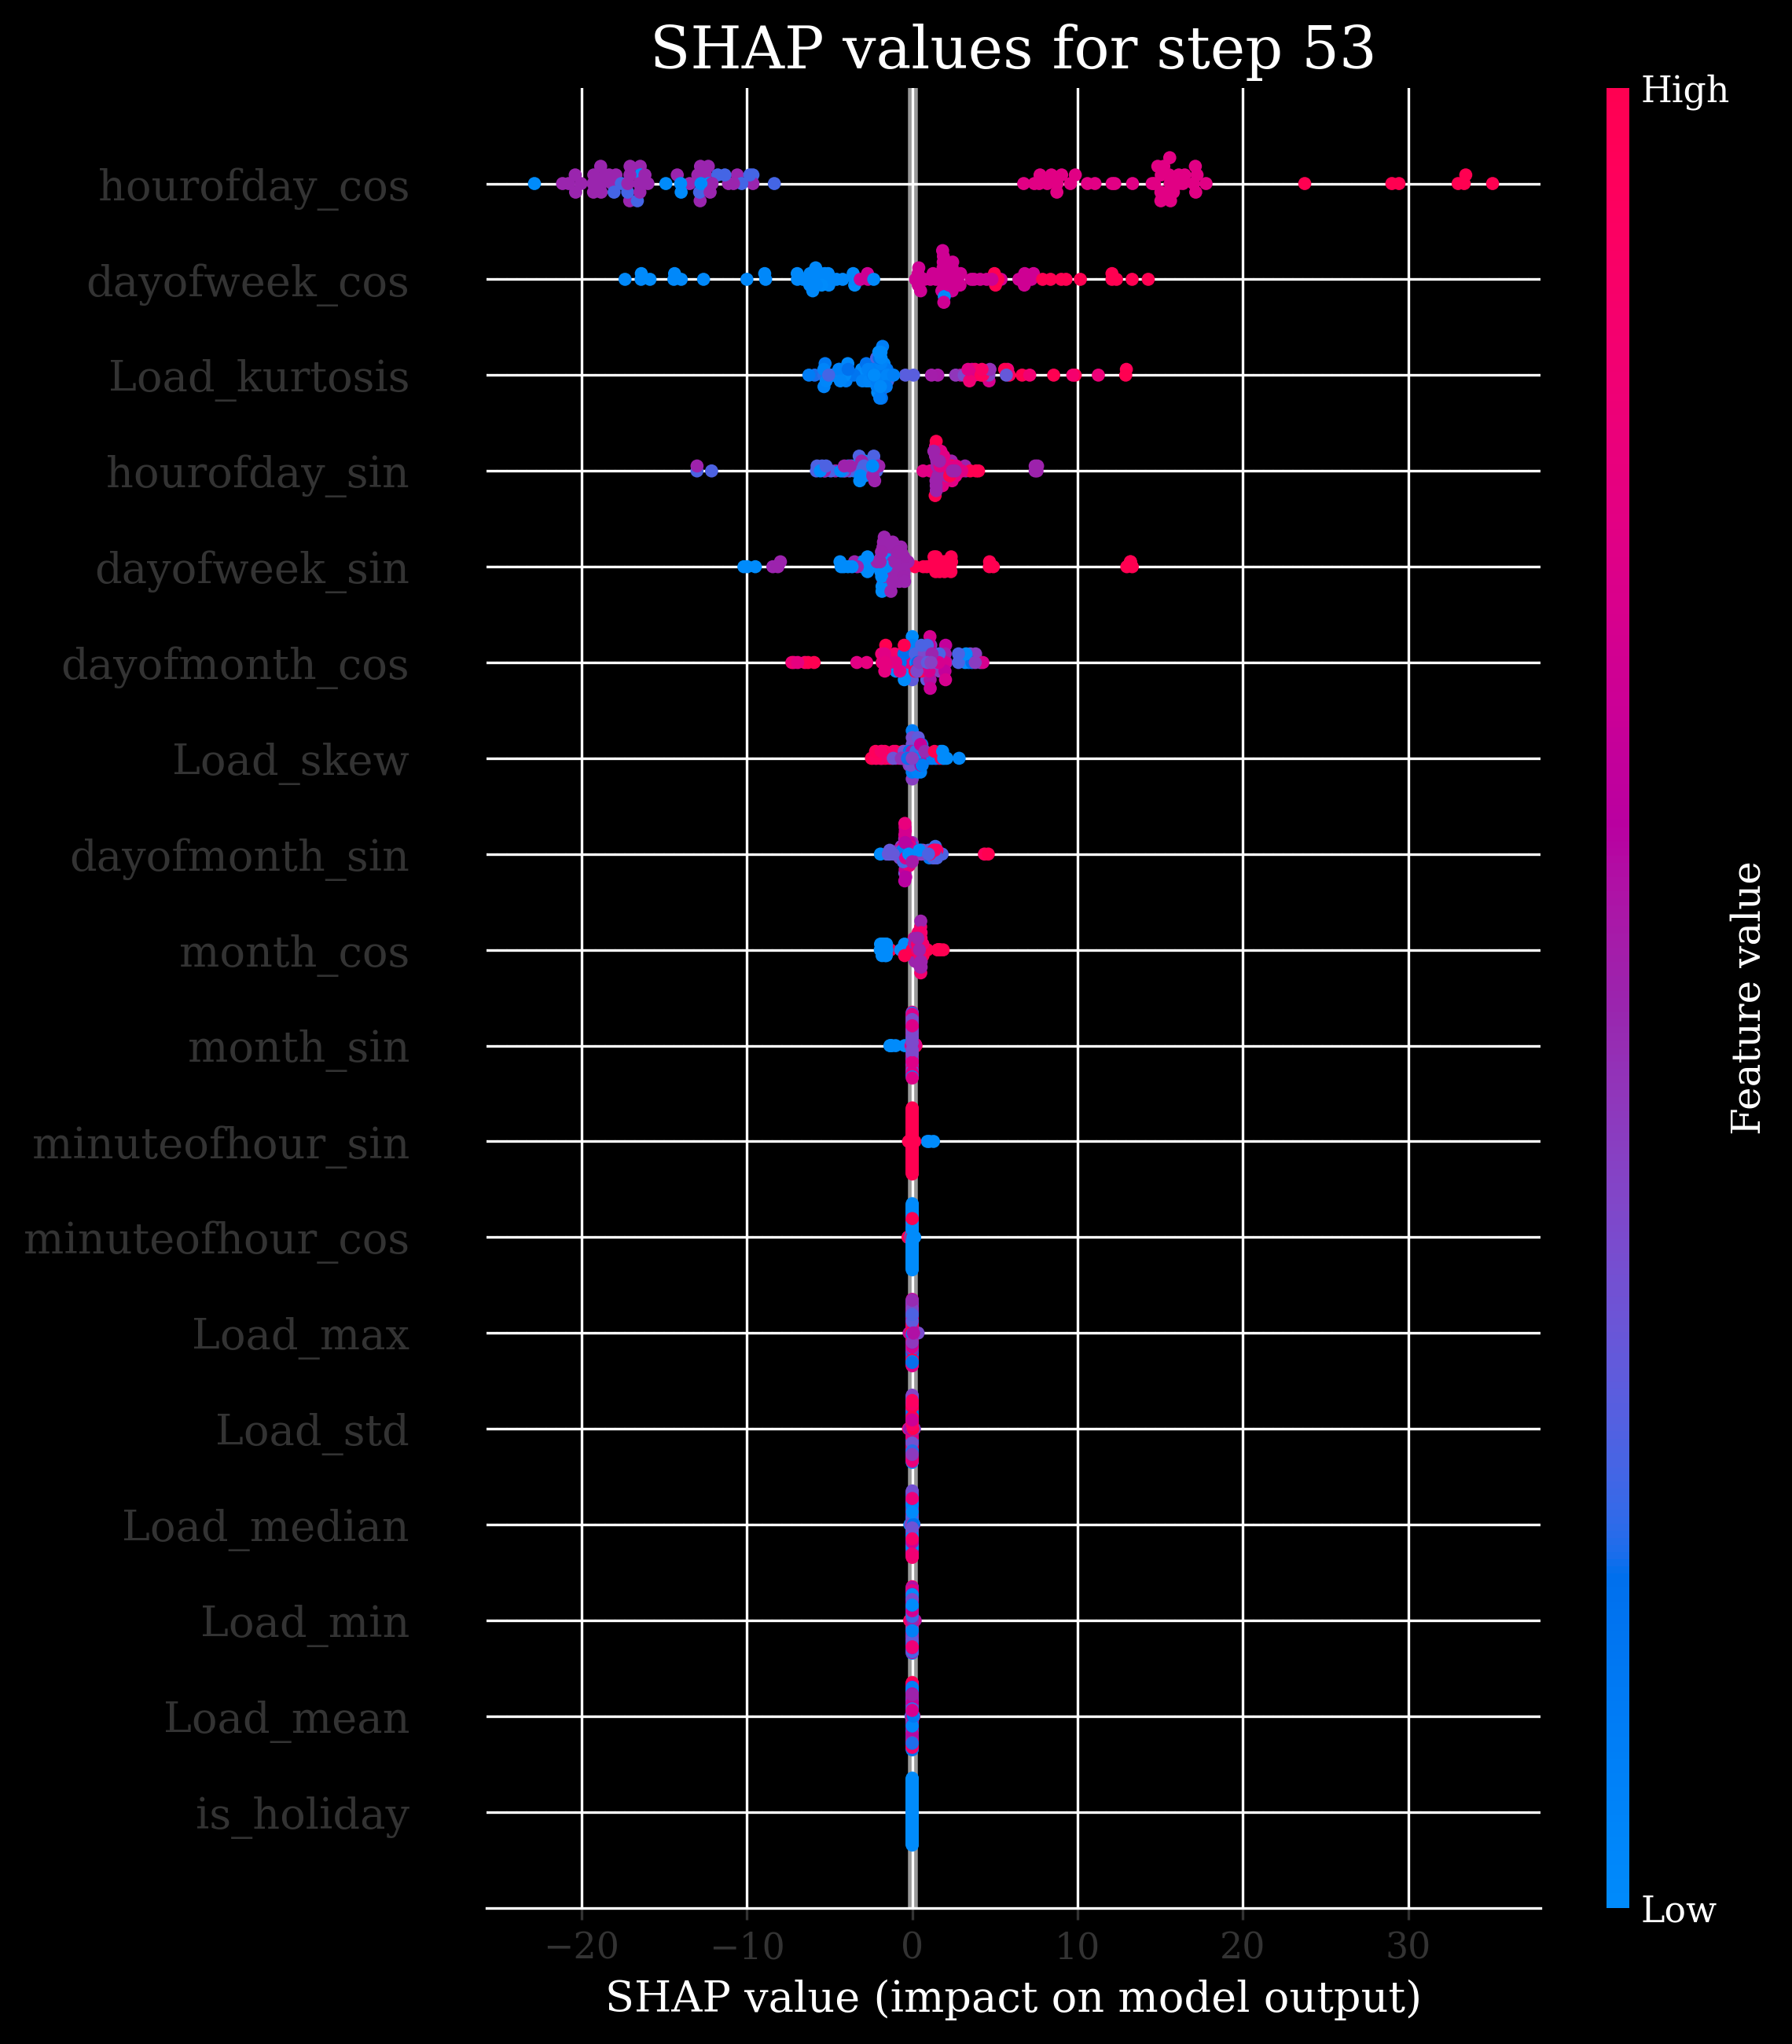 SHAP values for step 53
High
hourofday_cos
dayofweek_cos
Load_kurtosis
hourofday_sin
dayofweek_sin
dayofmonth_cos
Load_skew
dayofmonth_sin
month_cos
month_sin
minuteofhour_sin
minuteofhour_cos
Load_max
Load_std
Load_median
Load_min
Load_mean
is_holiday
Feature value
Low
−20 −10 0 10 20 30
SHAP value (impact on model output)